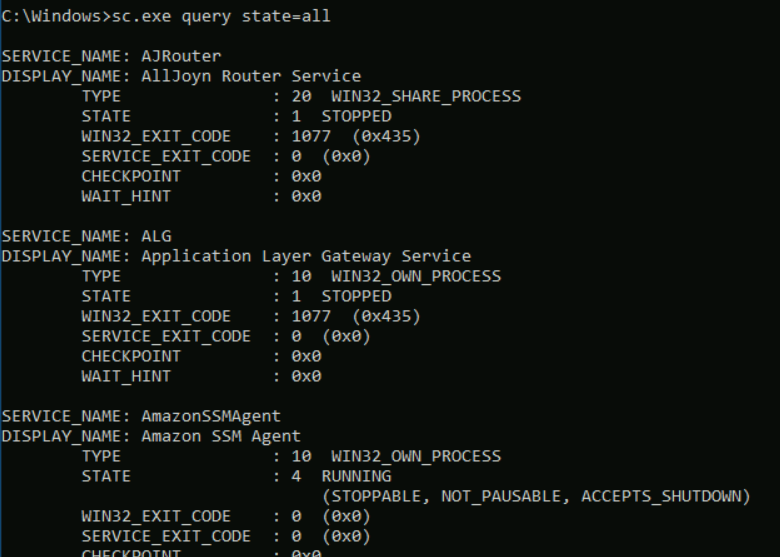 C:\Windows>sc.exe query state=all
SERVICE_NAME: AJRouter
DISPLAY_NAME: AllJoyn Router Service
TYPE : 20 WIN32_SHARE_PROCESS
STATE : 1 STOPPED
WIN32_EXIT_CODE : 1077 (0x435)
SERVICE_EXIT_CODE : 0 (0x0)
CHECKPOINT : 0x0
WAIT_HINT : 0x0
SERVICE_NAME: ALG
DISPLAY_NAME: Application Layer Gateway Service
TYPE : 10 WIN32_OWN_PROCESS
STATE : 1 STOPPED
WIN32_EXIT_CODE : 1077 (0x435)
SERVICE_EXIT_CODE : 0 (0x0)
CHECKPOINT : 0x0
WAIT_HINT : 0x0
SERVICE_NAME: AmazonSSMAgent
DISPLAY_NAME: Amazon SSM Agent
TYPE : 10 WIN32_OWN_PROCESS
STATE : 4 RUNNING
(STOPPABLE, NOT_PAUSABLE, ACCEPTS_SHUTDOWN)
WIN32_EXIT_CODE : 0 (0x0)
SERVICE_EXIT_CODE : 0 (0x0)
CHECKPOINT : 0x0